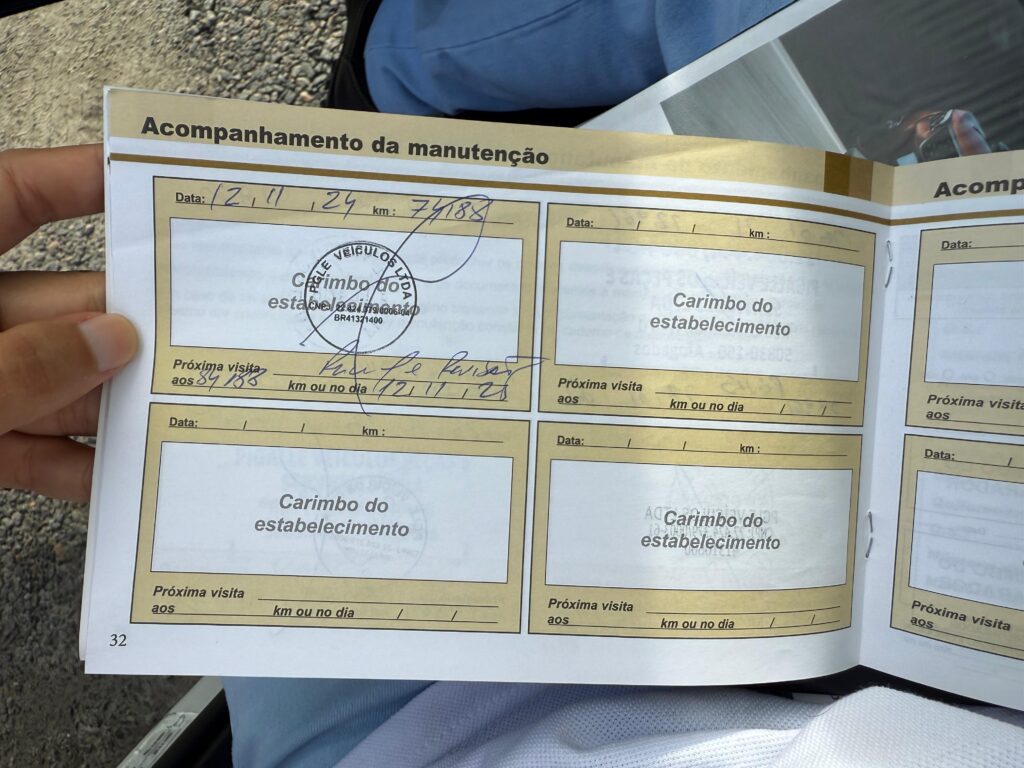 Acompanhamento da manutenção
Data: 12 . 11 . 24 km : 74188
PGLE VEICULOS LTDA
Carimbo do
estabelecimento
BR41321400
Próxima visita
aos 84188 km ou no dia 12 . 11 . 25
Data: / / km :
Carimbo do
estabelecimento
Próxima visita
aos km ou no dia / /
Data: / / km :
Carimbo do
estabelecimento
Próxima visita
aos km ou no dia / /
Data: / / km :
Carimbo do
estabelecimento
Próxima visita
aos km ou no dia / /
32
Acomp
Data:
Próxima visita
aos
Data: /
Próxima visita
aos